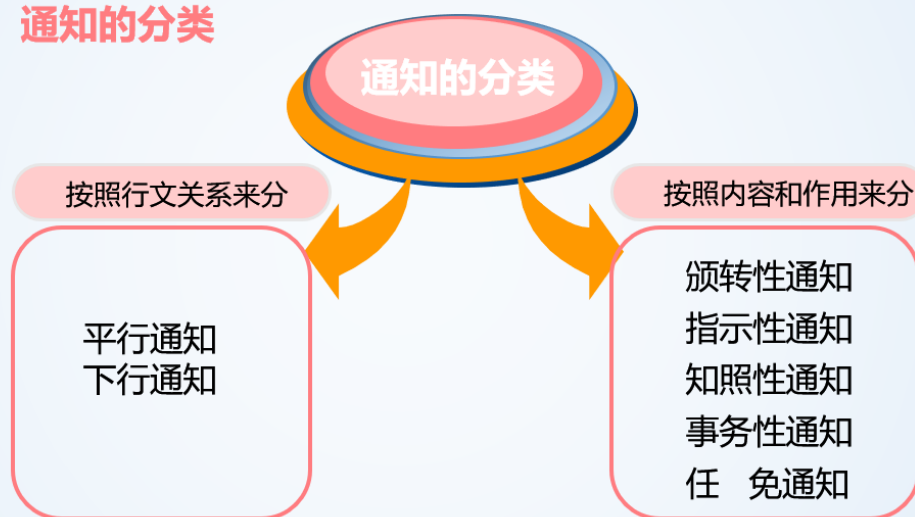 通知的分类
通知的分类
按照行文关系来分
平行通知
下行通知
按照内容和作用来分
颁转性通知
指示性通知
知照性通知
事务性通知
任 免通知